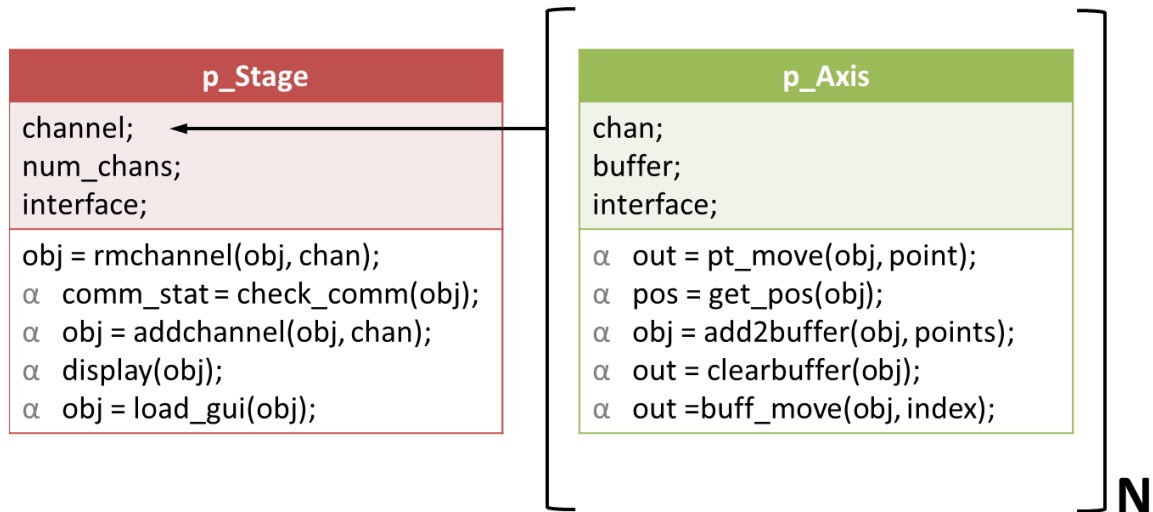 p_Stage
channel;
num_chans;
interface;
obj = rmchannel(obj, chan);
α comm_stat = check_comm(obj);
α obj = addchannel(obj, chan);
α display(obj);
α obj = load_gui(obj);
p_Axis
chan;
buffer;
interface;
α out = pt_move(obj, point);
α pos = get_pos(obj);
α obj = add2buffer(obj, points);
α out = clearbuffer(obj);
α out =buff_move(obj, index);
N